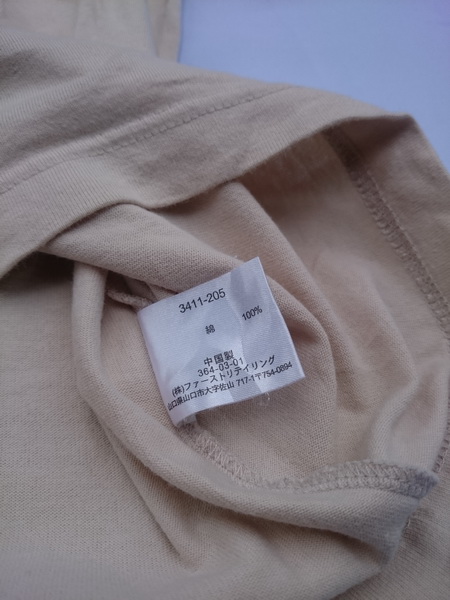 3411-205
綿 100%
中国製
364-03-01
(株)ファーストリテイリング
山口県山口市大字佐山 717-1〒754-0894